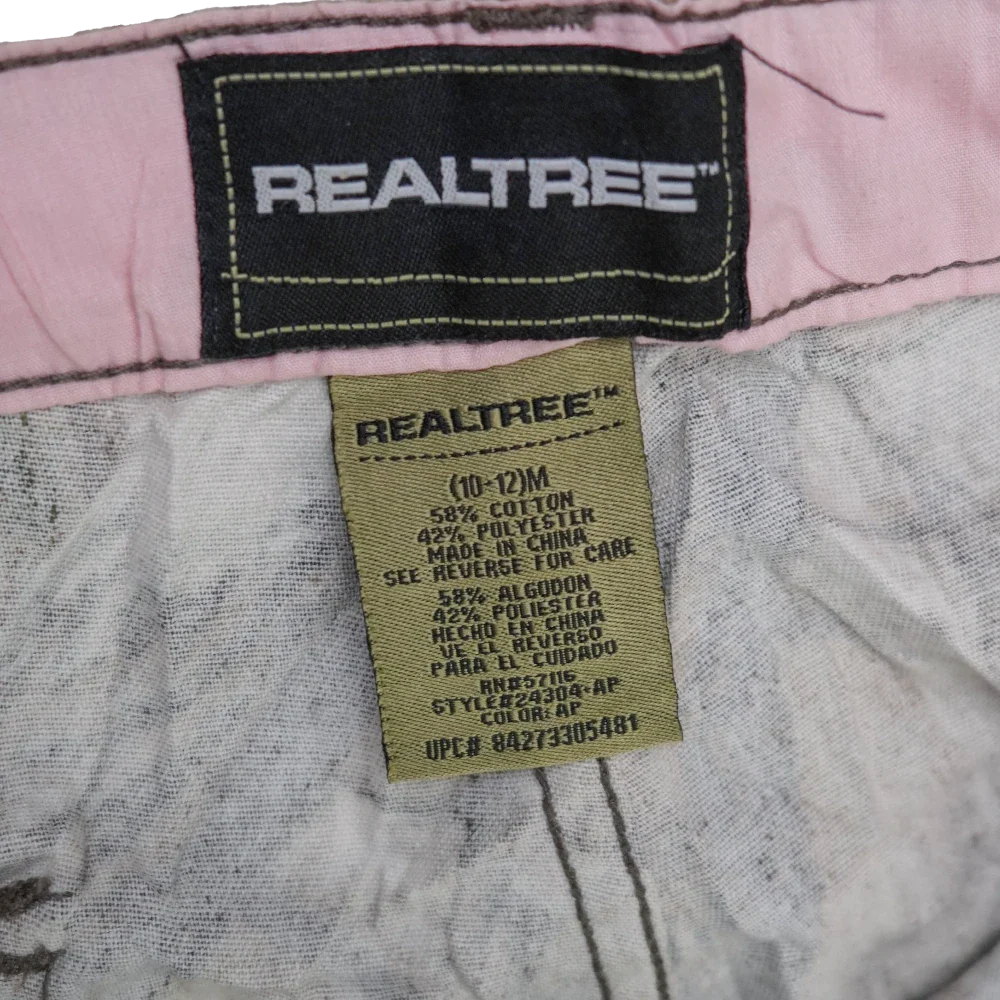 REALTREE™
REALTREE™
(10-12)M
58% COTTON
42% POLYESTER
MADE IN CHINA
SEE REVERSE FOR CARE
58% ALGODON
42% POLIESTER
HECHO EN CHINA
VE EL REVERSO
PARA EL CUIDADO
RN#57116
STYLE#24304-AP
COLOR: AP
UPC# 84273305481